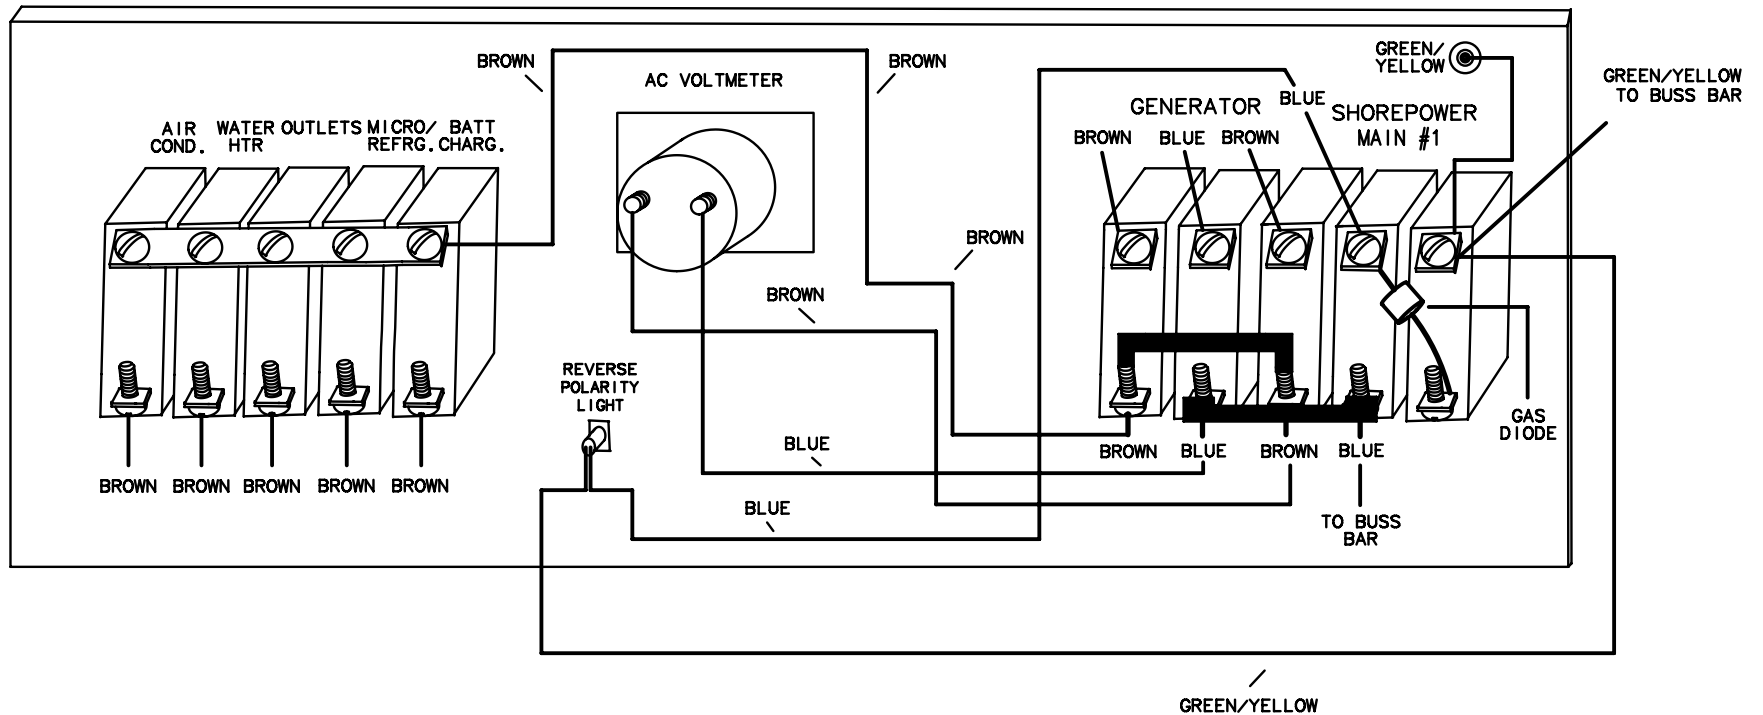 BROWN
BROWN
AC VOLTMETER
GREEN/
YELLOW
GREEN/YELLOW
TO BUSS BAR
GENERATOR
BLUE
SHOREPOWER
MAIN #1
BROWN
BLUE
BROWN
AIR
COND.
WATER
HTR
OUTLETS
MICRO/
REFRG.
BATT
CHARG.
BROWN
BROWN
REVERSE
POLARITY
LIGHT
GAS
DIODE
BLUE
BROWN
BLUE
BROWN
BLUE
BROWN
BROWN
BROWN
BROWN
BROWN
BLUE
TO BUSS
BAR
GREEN/YELLOW